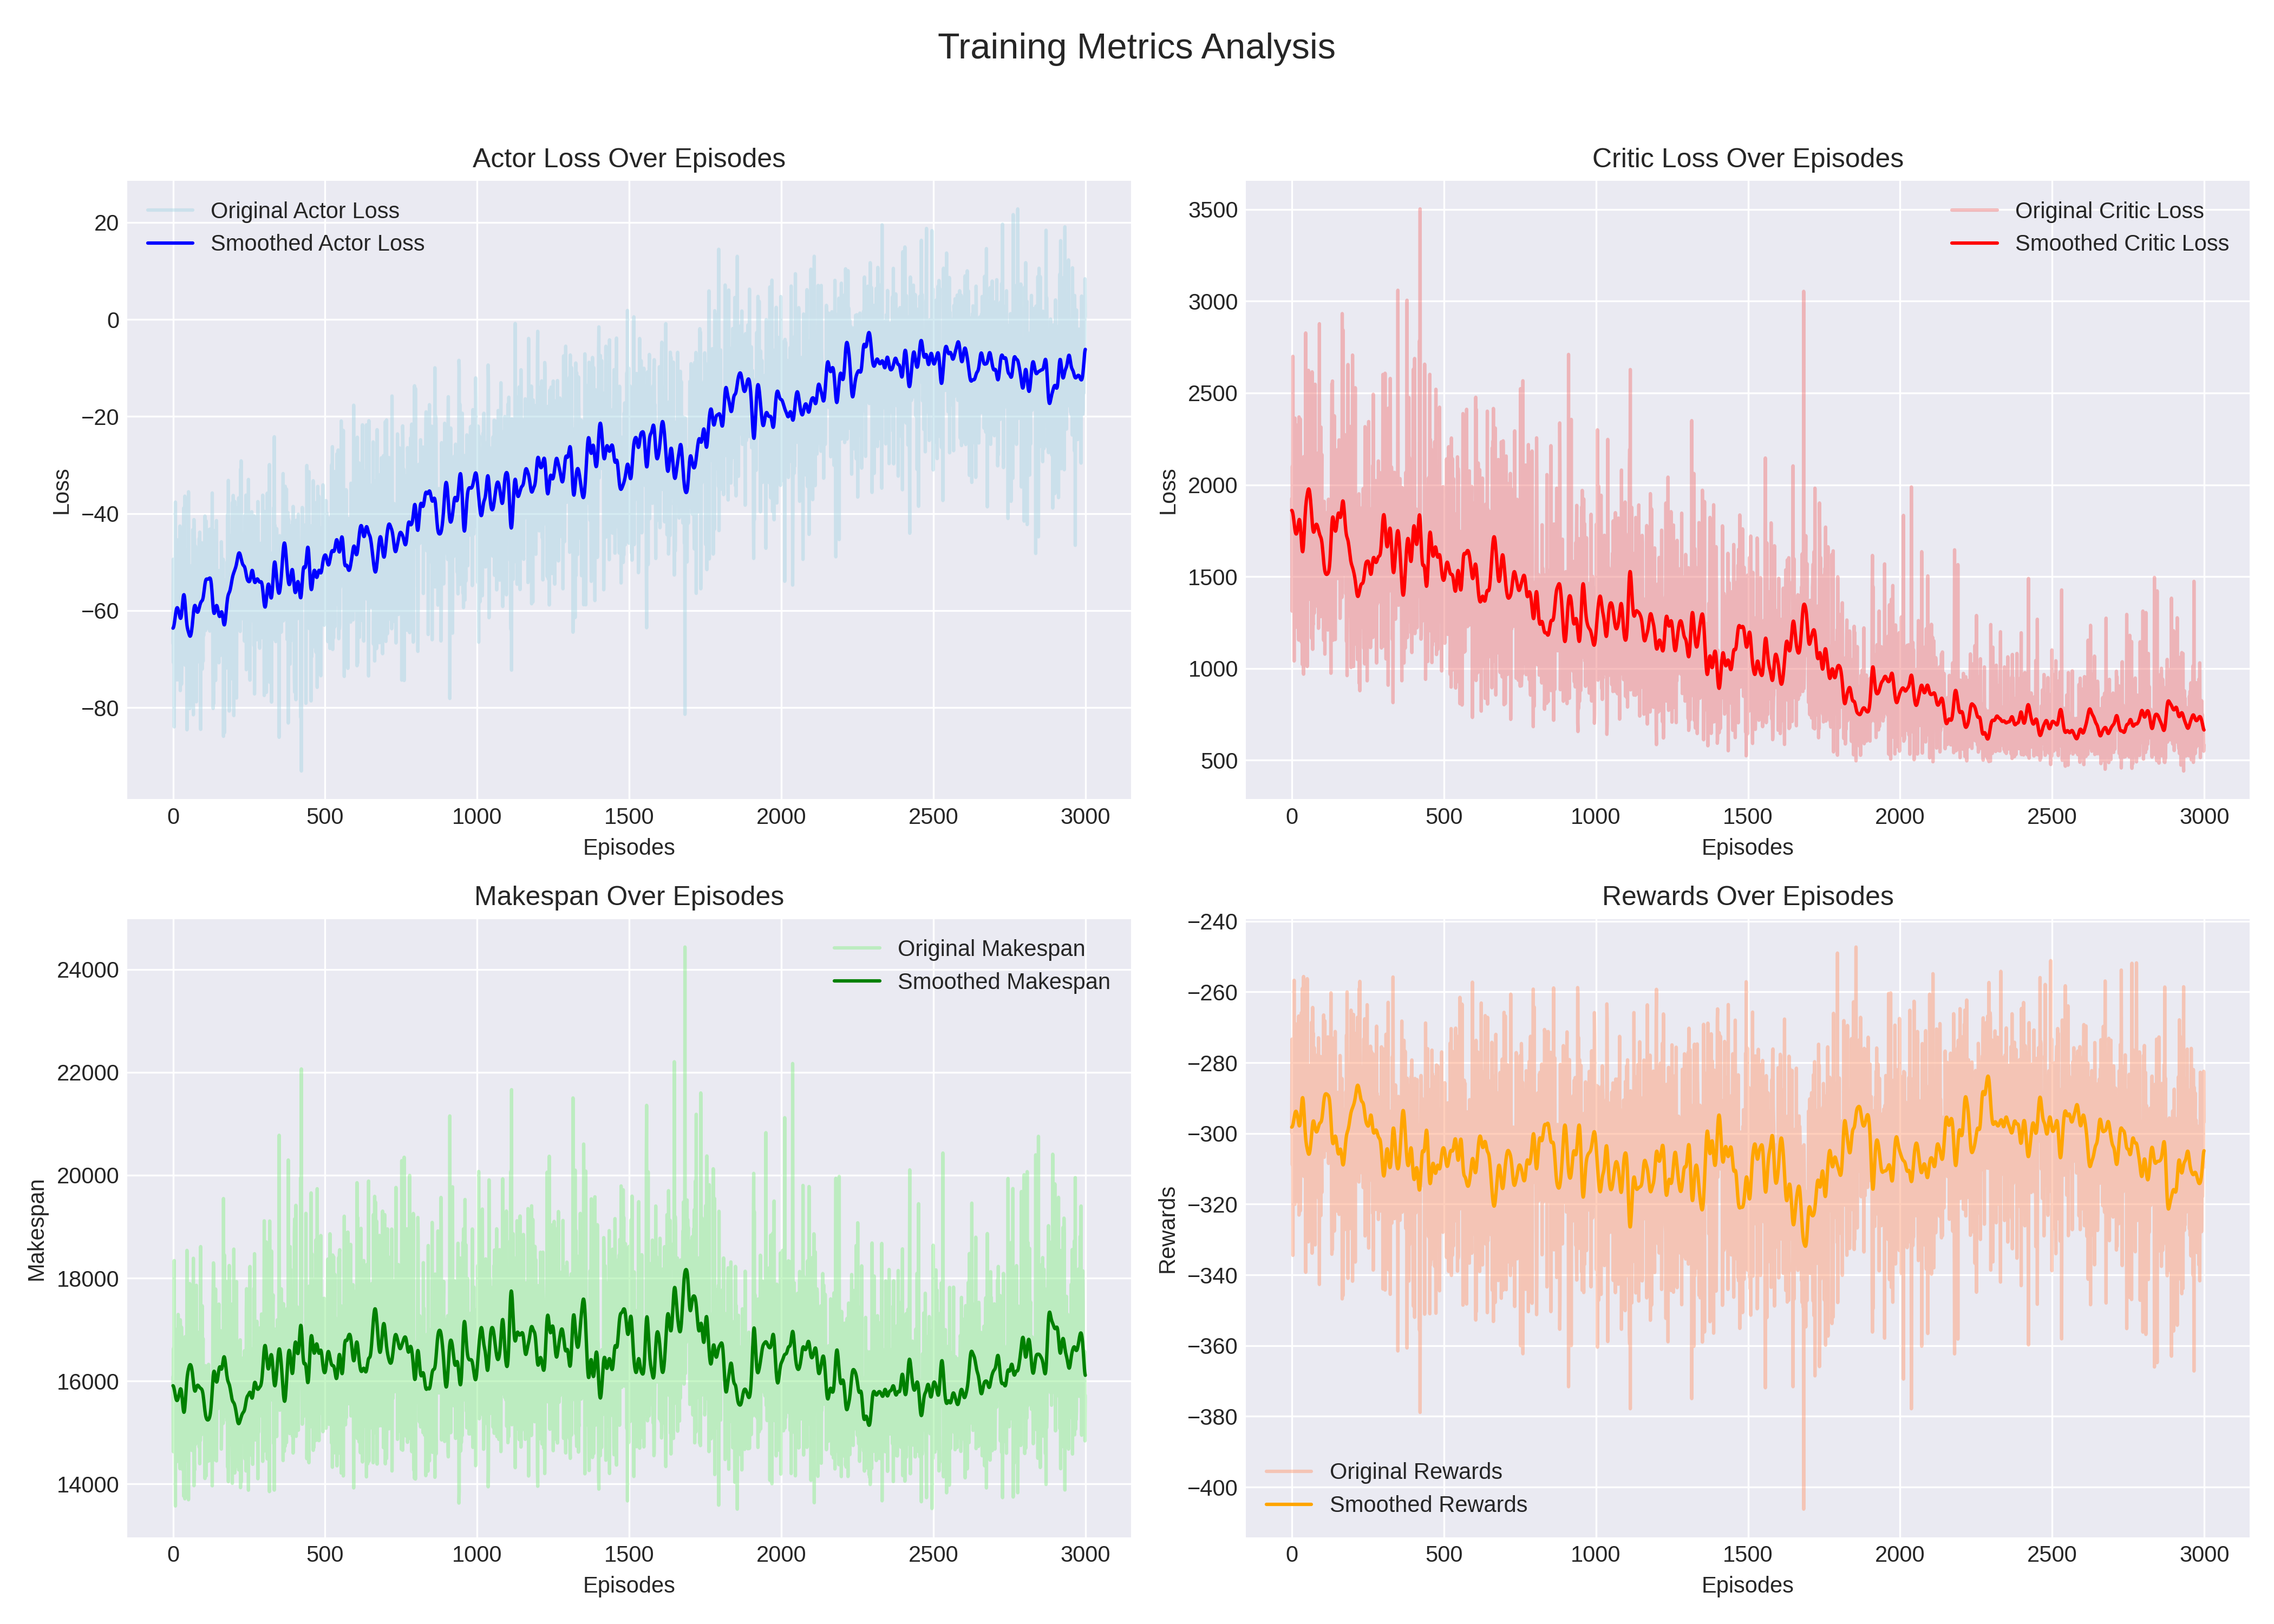 Training Metrics Analysis
Actor Loss Over Episodes
Original Actor Loss
Smoothed Actor Loss
Loss
20
0
−20
−40
−60
−80
0 500 1000 1500 2000 2500 3000
Episodes
Critic Loss Over Episodes
Original Critic Loss
Smoothed Critic Loss
Loss
3500
3000
2500
2000
1500
1000
500
0 500 1000 1500 2000 2500 3000
Episodes
Makespan Over Episodes
Original Makespan
Smoothed Makespan
Makespan
24000
22000
20000
18000
16000
14000
0 500 1000 1500 2000 2500 3000
Episodes
Rewards Over Episodes
Rewards
−240
−260
−280
−300
−320
−340
−360
−380
−400
Original Rewards
Smoothed Rewards
0 500 1000 1500 2000 2500 3000
Episodes